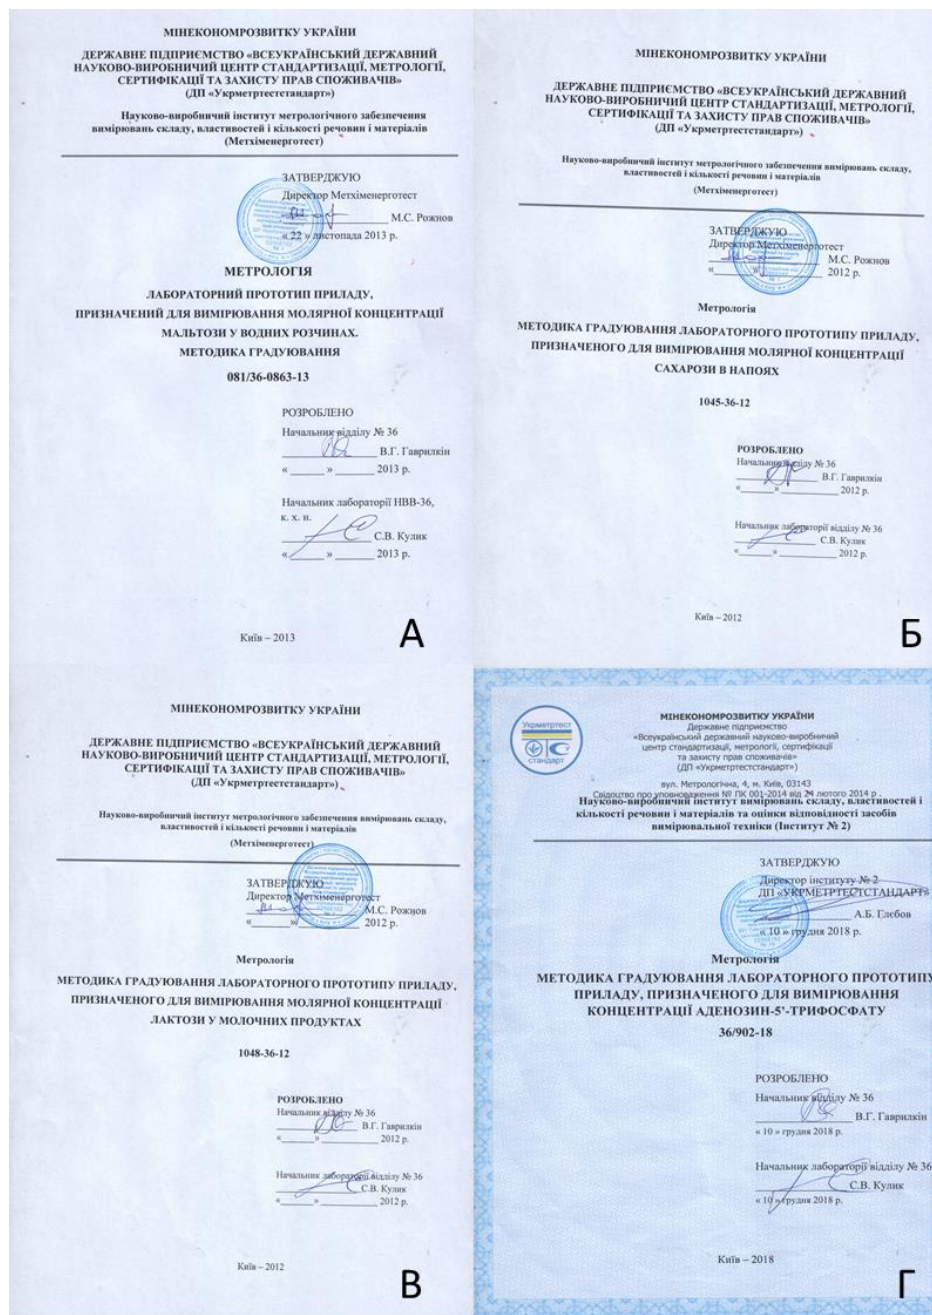 МІНЕКОНОМРОЗВИТКУ УКРАЇНИ
ДЕРЖАВНЕ ПІДПРИЄМСТВО «ВСЕУКРАЇНСЬКИЙ ДЕРЖАВНИЙ
НАУКОВО-ВИРОБНИЧИЙ ЦЕНТР СТАНДАРТИЗАЦІЇ, МЕТРОЛОГІЇ,
СЕРТИФІКАЦІЇ ТА ЗАХИСТУ ПРАВ СПОЖИВАЧІВ»
(ДП «Укрметртестстандарт»)
Науково-виробничий інститут метрологічного забезпечення
вимірювань складу, властивостей і кількості речовин і матеріалів
(Метхіменерготест)
ЗАТВЕРДЖУЮ
Директор Метхіменерготест
М.С. Рожнов
« 22 » листопада 2013 р.
МЕТРОЛОГІЯ
ЛАБОРАТОРНИЙ ПРОТОТИП ПРИЛАДУ,
ПРИЗНАЧЕНИЙ ДЛЯ ВИМІРЮВАННЯ МОЛЯРНОЇ КОНЦЕНТРАЦІЇ
МАЛЬТОЗИ У ВОДНИХ РОЗЧИНАХ.
МЕТОДИКА ГРАДУЮВАННЯ
081/36-0863-13
РОЗРОБЛЕНО
Начальник відділу № 36
В.Г. Гаврилкін
« » 2013 р.
Начальник лабораторії НВВ-36,
к. х. н.
С.В. Кулик
« » 2013 р.
Київ – 2013
А
МІНЕКОНОМРОЗВИТКУ УКРАЇНИ
ДЕРЖАВНЕ ПІДПРИЄМСТВО «ВСЕУКРАЇНСЬКИЙ ДЕРЖАВНИЙ
НАУКОВО-ВИРОБНИЧИЙ ЦЕНТР СТАНДАРТИЗАЦІЇ, МЕТРОЛОГІЇ,
СЕРТИФІКАЦІЇ ТА ЗАХИСТУ ПРАВ СПОЖИВАЧІВ»
(ДП «Укрметртестстандарт»)
Науково-виробничий інститут метрологічного забезпечення вимірювань складу,
властивостей і кількості речовин і матеріалів
(Метхіменерготест)
ЗАТВЕРДЖУЮ
Директор Метхіменерготест
М.С. Рожнов
« » 2012 р.
Метрологія
МЕТОДИКА ГРАДУЮВАННЯ ЛАБОРАТОРНОГО ПРОТОТИПУ ПРИЛАДУ,
ПРИЗНАЧЕНОГО ДЛЯ ВИМІРЮВАННЯ МОЛЯРНОЇ КОНЦЕНТРАЦІЇ
САХАРОЗИ В НАПОЯХ
1045-36-12
РОЗРОБЛЕНО
Начальник відділу № 36
В.Г. Гаврилкін
« » 2012 р.
Начальник лабораторії відділу № 36
С.В. Кулик
« » 2012 р.
Київ – 2012
Б
МІНЕКОНОМРОЗВИТКУ УКРАЇНИ
ДЕРЖАВНЕ ПІДПРИЄМСТВО «ВСЕУКРАЇНСЬКИЙ ДЕРЖАВНИЙ
НАУКОВО-ВИРОБНИЧИЙ ЦЕНТР СТАНДАРТИЗАЦІЇ, МЕТРОЛОГІЇ,
СЕРТИФІКАЦІЇ ТА ЗАХИСТУ ПРАВ СПОЖИВАЧІВ»
(ДП «Укрметртестстандарт»)
Науково-виробничий інститут метрологічного забезпечення вимірювань складу,
властивостей і кількості речовин і матеріалів
(Метхіменерготест)
ЗАТВЕРДЖУЮ
Директор Метхіменерготест
М.С. Рожнов
« » 2012 р.
Метрологія
МЕТОДИКА ГРАДУЮВАННЯ ЛАБОРАТОРНОГО ПРОТОТИПУ ПРИЛАДУ,
ПРИЗНАЧЕНОГО ДЛЯ ВИМІРЮВАННЯ МОЛЯРНОЇ КОНЦЕНТРАЦІЇ
ЛАКТОЗИ У МОЛОЧНИХ ПРОДУКТАХ
1048-36-12
РОЗРОБЛЕНО
Начальник відділу № 36
В.Г. Гаврилкін
« » 2012 р.
Начальник лабораторії відділу № 36
С.В. Кулик
« » 2012 р.
Київ – 2012
В
Укрметртест
стандарт
МІНЕКОНОМРОЗВИТКУ УКРАЇНИ
Державне підприємство
«Всеукраїнський державний науково-виробничий
центр стандартизації, метрології, сертифікації
та захисту прав споживачів»
(ДП «Укрметртестстандарт»)
вул. Метрологічна, 4, м. Київ, 03143
Свідоцтво про уповноваження № ПК 001-2014 від 24 лютого 2014 р .
Науково-виробничий інститут вимірювань складу, властивостей і
кількості речовин і матеріалів та оцінки відповідності засобів
вимірювальної техніки (Інститут № 2)
ЗАТВЕРДЖУЮ
Директор інституту № 2
ДП «УКРМЕТРТЕСТСТАНДАРТ»
А.Б. Глєбов
« 10 » грудня 2018 р.
Метрологія
МЕТОДИКА ГРАДУЮВАННЯ ЛАБОРАТОРНОГО ПРОТОТИПУ
ПРИЛАДУ, ПРИЗНАЧЕНОГО ДЛЯ ВИМІРЮВАННЯ
КОНЦЕНТРАЦІЇ АДЕНОЗИН-5'-ТРИФОСФАТУ
36/902-18
РОЗРОБЛЕНО
Начальник відділу № 36
В.Г. Гаврилкін
« 10 » грудня 2018 р.
Начальник лабораторії відділу № 36
С.В. Кулик
« 10 » грудня 2018 р.
Київ – 2018
Г